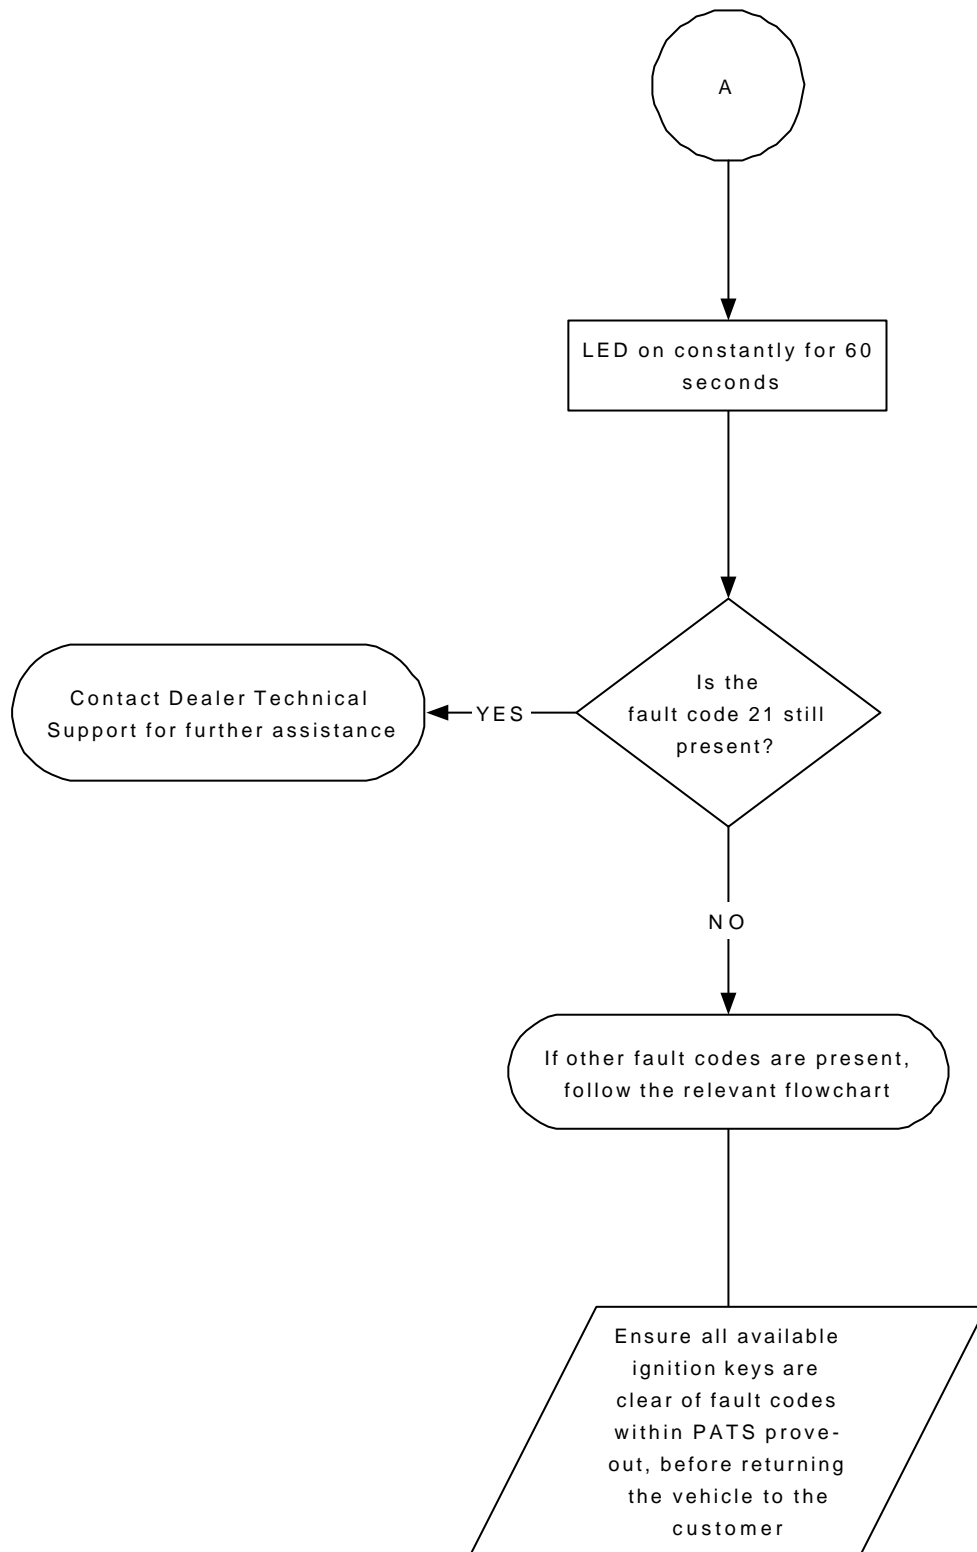 A
LED on constantly for 60
seconds
Is the
fault code 21 still
present?
YES
Contact Dealer Technical
Support for further assistance
NO
If other fault codes are present,
follow the relevant flowchart
Ensure all available
ignition keys are
clear of fault codes
within PATS prove-
out, before returning
the vehicle to the
customer